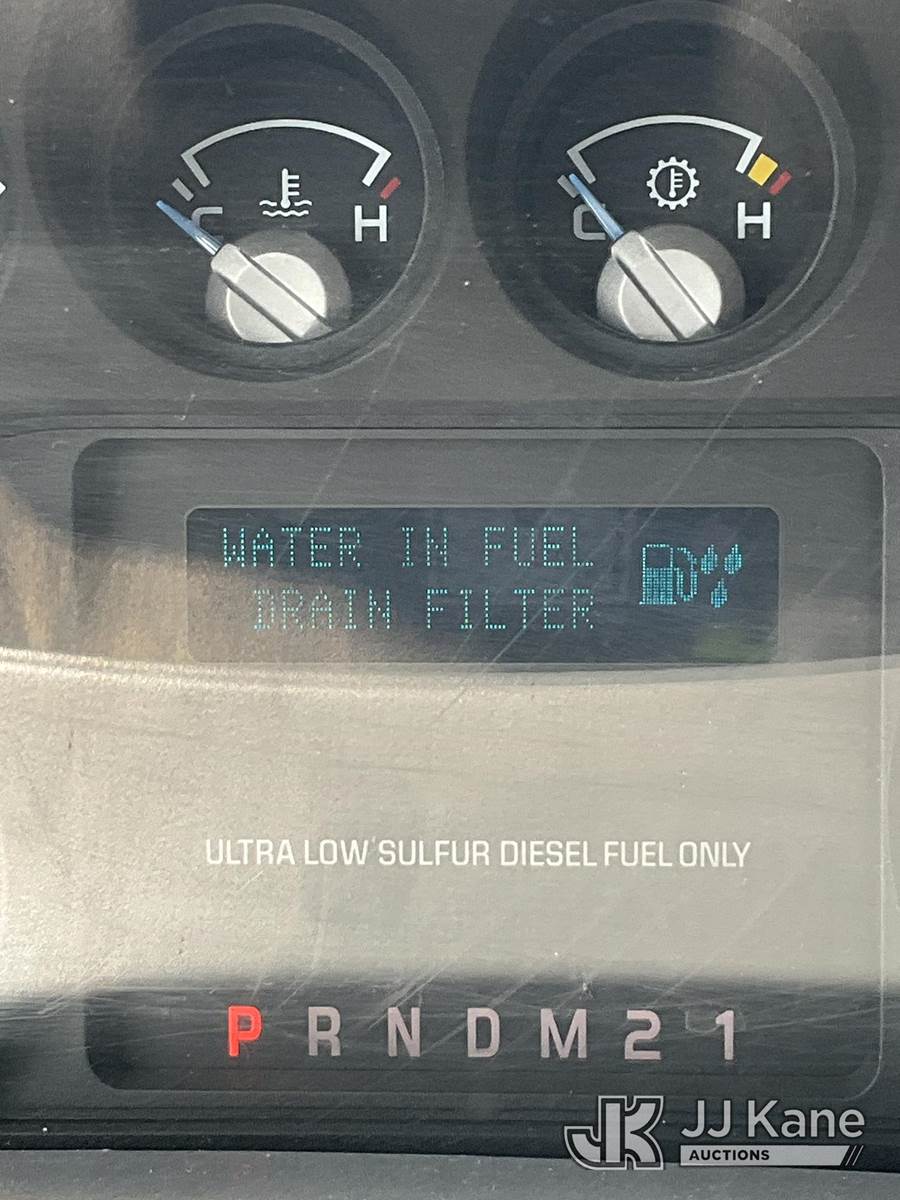 C H
C H
WATER IN FUEL
DRAIN FILTER
ULTRA LOW SULFUR DIESEL FUEL ONLY
P R N D M 2 1
JK JJ Kane
AUCTIONS